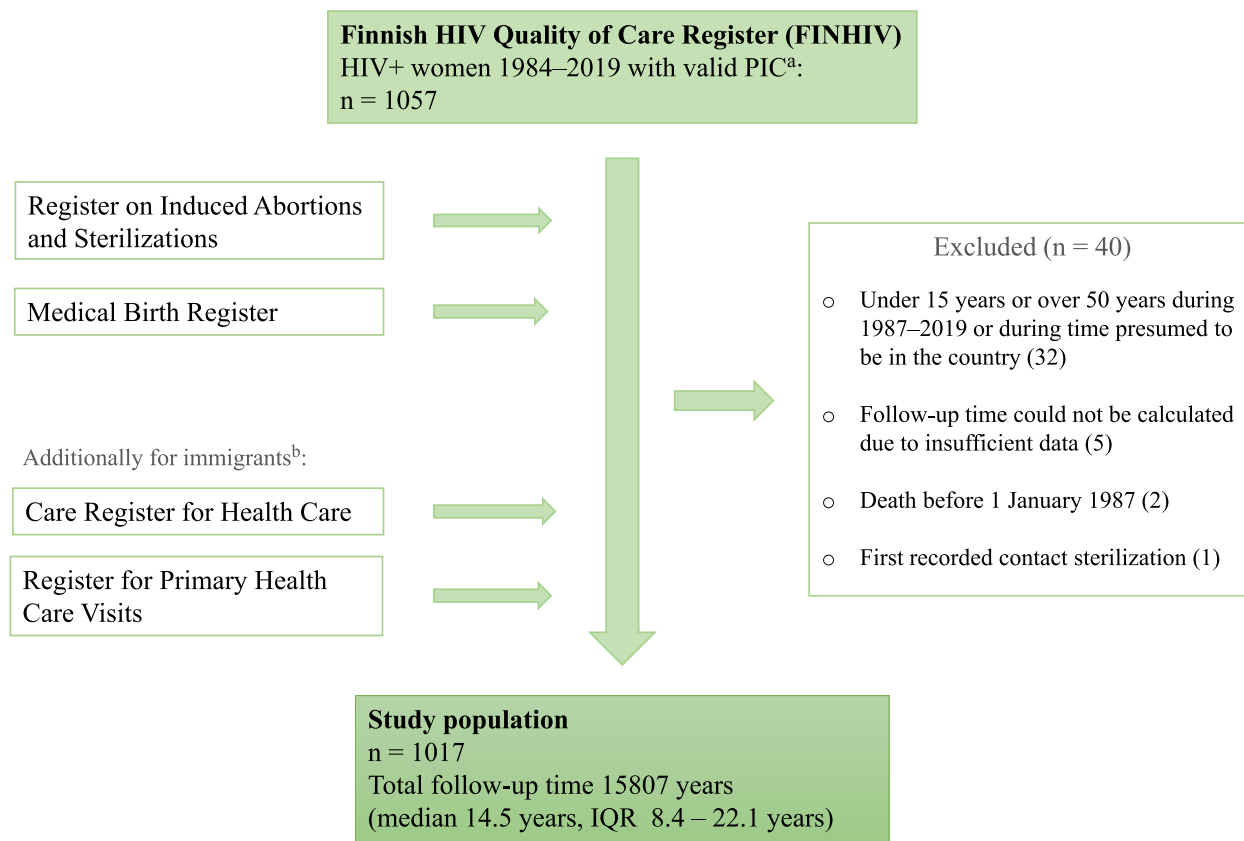 Finnish HIV Quality of Care Register (FINHIV)
HIV+ women 1984–2019 with valid PICᵃ:
n = 1057
Register on Induced Abortions
and Sterilizations
Medical Birth Register
Additionally for immigrantsᵇ:
Care Register for Health Care
Register for Primary Health
Care Visits
Excluded (n = 40)
○ Under 15 years or over 50 years during
1987–2019 or during time presumed to
be in the country (32)
○ Follow-up time could not be calculated
due to insufficient data (5)
○ Death before 1 January 1987 (2)
○ First recorded contact sterilization (1)
Study population
n = 1017
Total follow-up time 15807 years
(median 14.5 years, IQR 8.4 – 22.1 years)